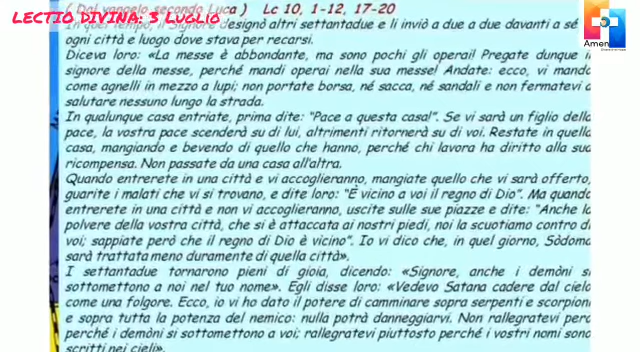 LECTIO DIVINA: 3 LUGLIO
( Dal vangelo secondo Luca ) Lc 10, 1-12, 17-20
In quel tempo, il Signore designò altri settantadue e li inviò a due a due davanti a sé
ogni città e luogo dove stava per recarsi.
Diceva loro: «La messe è abbondante, ma sono pochi gli operai! Pregate dunque il
signore della messe, perché mandi operai nella sua messe! Andate: ecco, vi mando
come agnelli in mezzo a lupi; non portate borsa, né sacca, né sandali e non fermatevi a
salutare nessuno lungo la strada.
In qualunque casa entriate, prima dite: “Pace a questa casa!”. Se vi sarà un figlio della
pace, la vostra pace scenderà su di lui, altrimenti ritornerà su di voi. Restate in quella
casa, mangiando e bevendo di quello che hanno, perché chi lavora ha diritto alla sua
ricompensa. Non passate da una casa all’altra.
Quando entrerete in una città e vi accoglieranno, mangiate quello che vi sarà offerto,
guarite i malati che vi si trovano, e dite loro: “È vicino a voi il regno di Dio”. Ma quando
entrerete in una città e non vi accoglieranno, uscite sulle sue piazze e dite: “Anche la
polvere della vostra città, che si è attaccata ai nostri piedi, noi la scuotiamo contro di
voi; sappiate però che il regno di Dio è vicino”. Io vi dico che, in quel giorno, Sòdoma
sarà trattata meno duramente di quella città».
I settantadue tornarono pieni di gioia, dicendo: «Signore, anche i demòni si
sottomettono a noi nel tuo nome». Egli disse loro: «Vedevo Satana cadere dal cielo
come una folgore. Ecco, io vi ho dato il potere di camminare sopra serpenti e scorpioni
e sopra tutta la potenza del nemico: nulla potrà danneggiarvi. Non rallegratevi però
perché i demòni si sottomettono a voi; rallegratevi piuttosto perché i vostri nomi sono
scritti nei cieli».
Amen